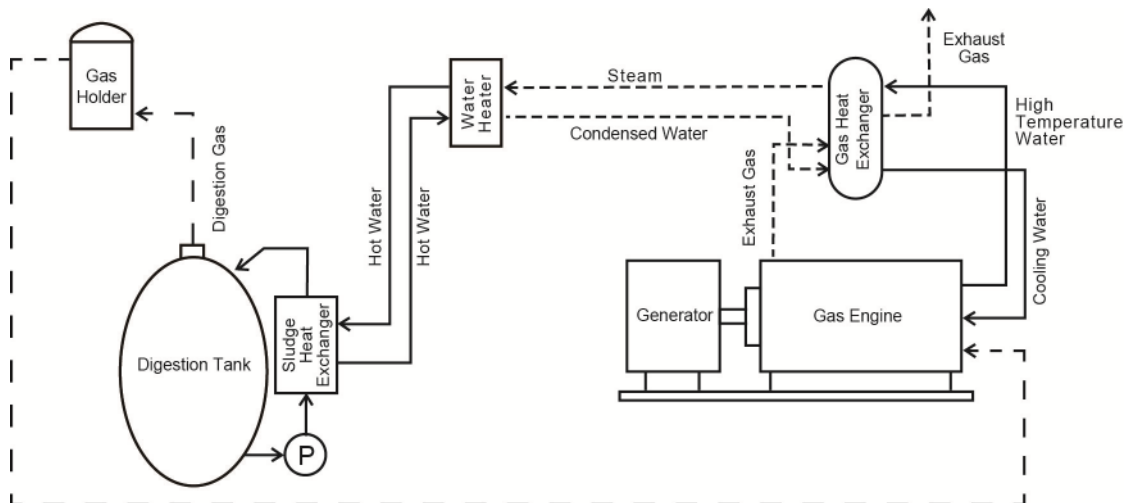 Gas
Holder
Digestion Gas
Digestion Tank
Sludge
Heat
Exchanger
P
Hot Water
Hot Water
Water
Heater
Steam
Condensed Water
Exhaust Gas
Gas Heat
Exchanger
Exhaust
Gas
High
Temperature
Water
Cooling Water
Generator
Gas Engine